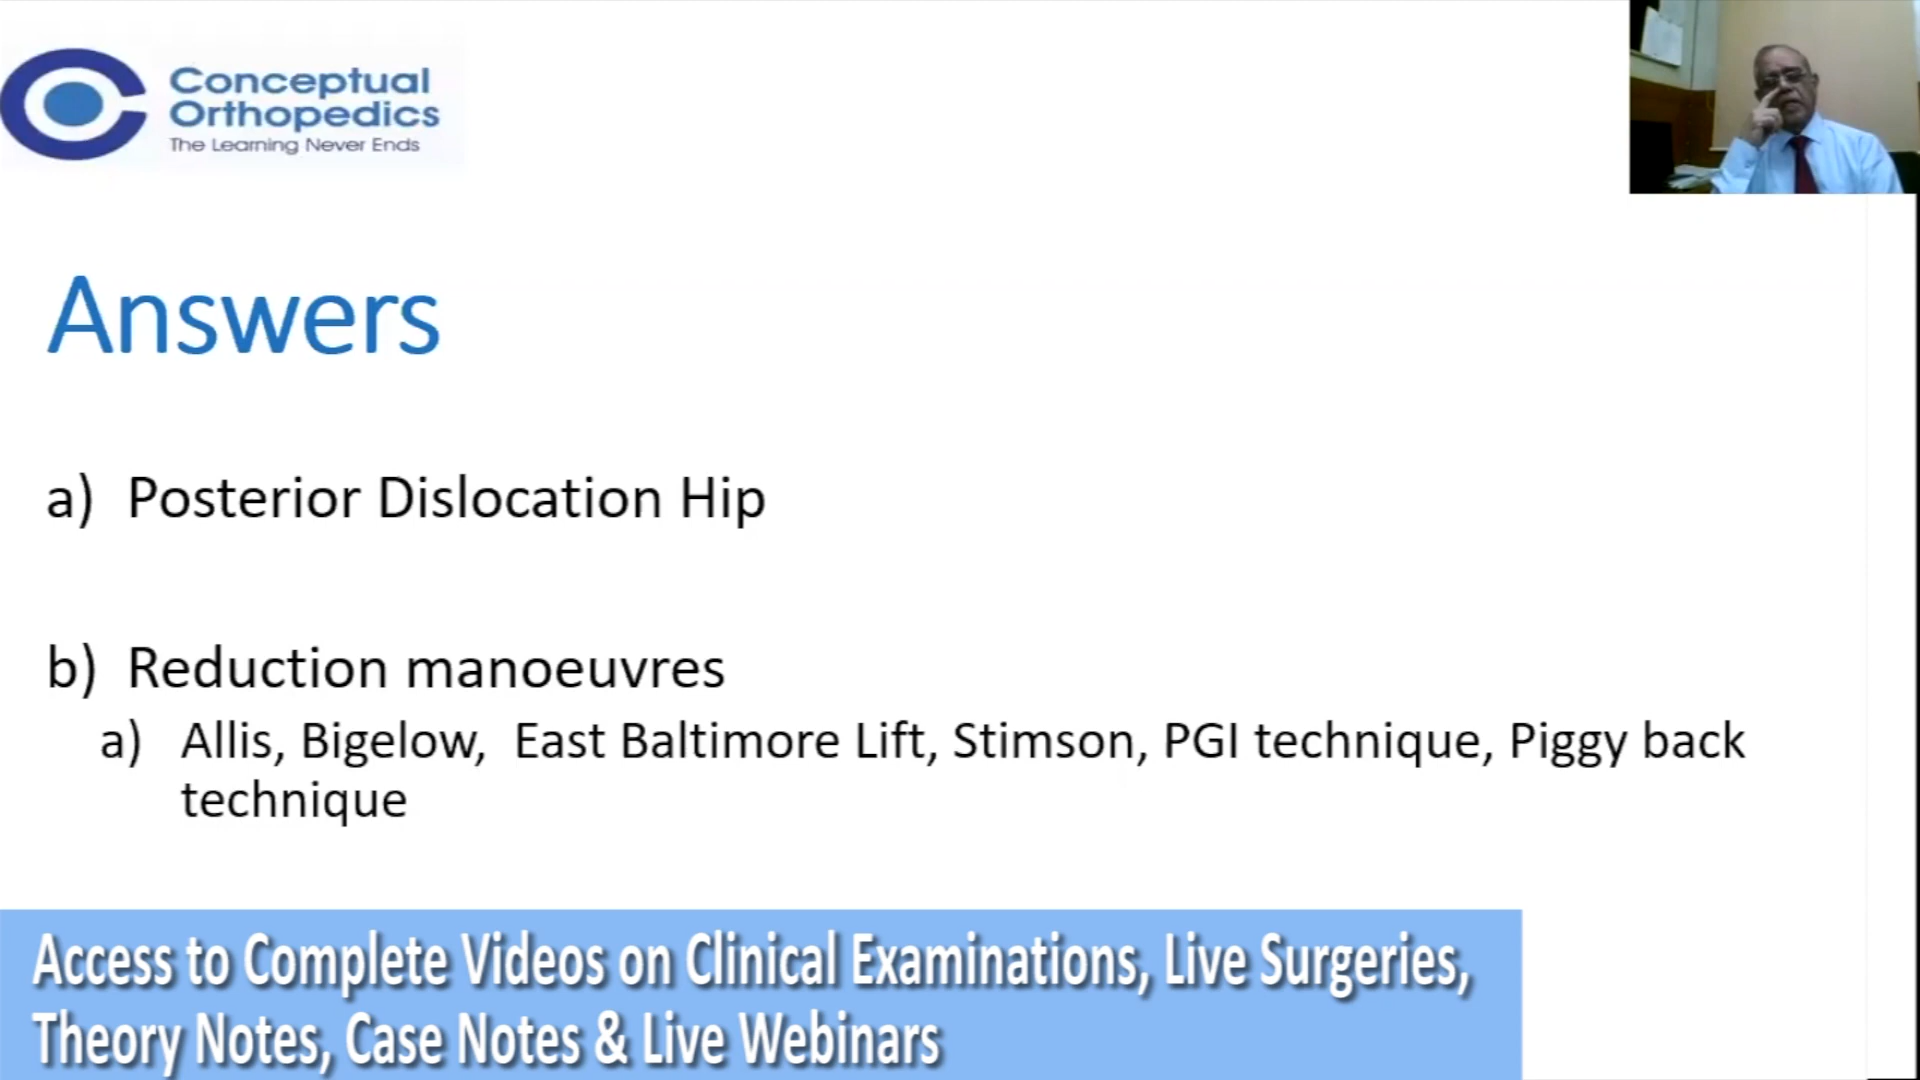 Conceptual
Orthopedics
The Learning Never Ends
Answers
a) Posterior Dislocation Hip
b) Reduction manoeuvres
a) Allis, Bigelow, East Baltimore Lift, Stimson, PGI technique, Piggy back
technique
Access to Complete Videos on Clinical Examinations, Live Surgeries,
Theory Notes, Case Notes & Live Webinars